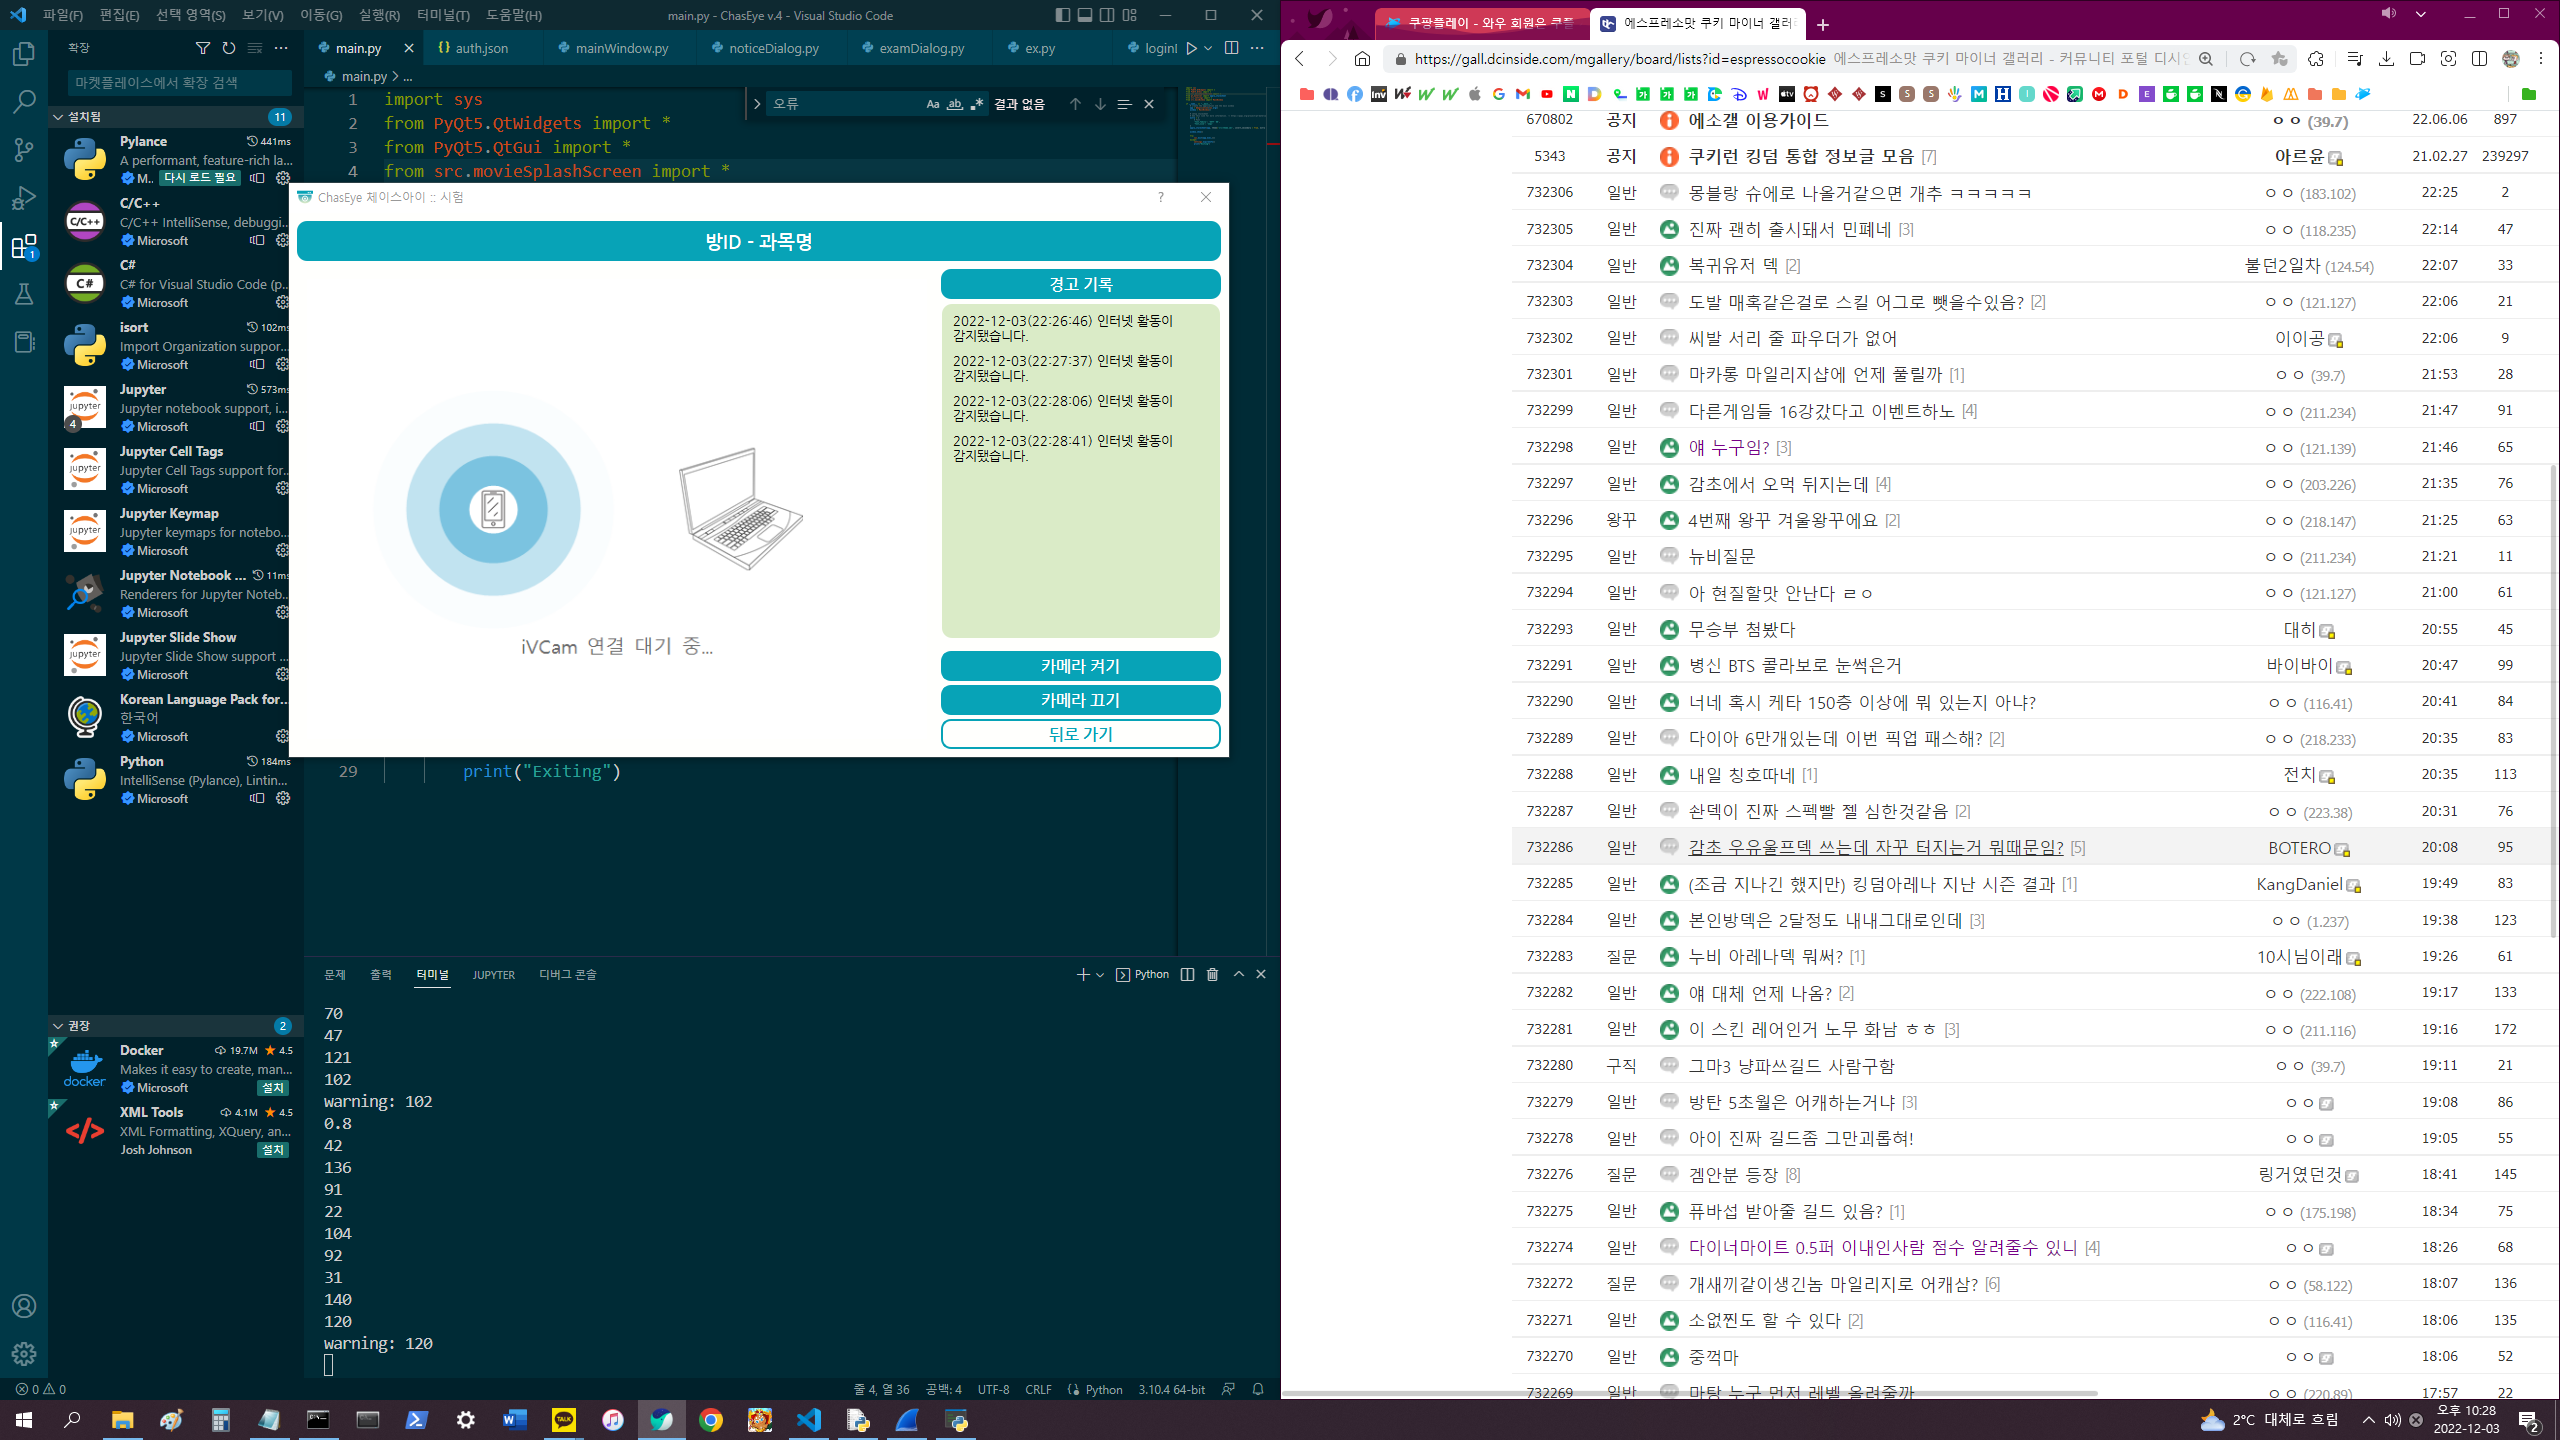 파일(F) 편집(E) 선택 영역(S) 보기(V) 이동(G) 실행(R) 터미널(T) 도움말(H)
main.py - ChasEye v.4 - Visual Studio Code
확장
마켓플레이스에서 확장 검색
설치됨 11
Pylance 441ms
A performant, feature-rich la...
M.. 다시 로드 필요
C/C++
C/C++ IntelliSense, debuggi...
Microsoft
C#
C# for Visual Studio Code (p...
Microsoft
isort 102ms
Import Organization suppor...
Microsoft
Jupyter 573ms
Jupyter notebook support, i...
Microsoft
Jupyter Cell Tags
Jupyter Cell Tags support for...
Microsoft
Jupyter Keymap
Jupyter keymaps for notebo...
Microsoft
Jupyter Notebook ... 11ms
Renderers for Jupyter Noteb...
Microsoft
Jupyter Slide Show
Jupyter Slide Show support ...
Microsoft
Korean Language Pack for...
한국어
Microsoft
Python 184ms
IntelliSense (Pylance), Lintin...
Microsoft
권장 2
Docker 19.7M 4.5
Makes it easy to create, man...
Microsoft 설치
XML Tools 4.1M 4.5
XML Formatting, XQuery, an...
Josh Johnson 설치
main.py auth.json mainWindow.py noticeDialog.py examDialog.py ex.py loginI
main.py > ...
오류 Aa ab 결과 없음
1 import sys
2 from PyQt5.QtWidgets import *
3 from PyQt5.QtGui import *
4 from src.movieSplashScreen import *
ChasEye 체이스아이 :: 시험
방ID - 과목명
경고 기록
2022-12-03(22:26:46) 인터넷 활동이
감지됐습니다.
2022-12-03(22:27:37) 인터넷 활동이
감지됐습니다.
2022-12-03(22:28:06) 인터넷 활동이
감지됐습니다.
2022-12-03(22:28:41) 인터넷 활동이
감지됐습니다.
iVCam 연결 대기 중...
카메라 켜기
카메라 끄기
뒤로 가기
29 print("Exiting")
문제 출력 터미널 JUPYTER 디버그 콘솔
Python
70
47
121
102
warning: 102
0.8
42
136
91
22
104
92
31
140
120
warning: 120
0 0
줄 4, 열 36 공백: 4 UTF-8 CRLF Python 3.10.4 64-bit
쿠팡플레이 - 와우 회원은 쿠플
에스프레소맛 쿠키 마이너 갤러리
https://gall.dcinside.com/mgallery/board/lists?id=espressocookie 에스프레소맛 쿠키 마이너 갤러리 - 커뮤니티 포털 디시인
670802 공지 에소갤 이용가이드 ㅇㅇ (39.7) 22.06.06 897
5343 공지 쿠키런 킹덤 통합 정보글 모음 [7] 아르윤 21.02.27 239297
732306 일반 몽블랑 슈에로 나올거같으면 개추 ㅋㅋㅋㅋㅋ ㅇㅇ (183.102) 22:25 2
732305 일반 진짜 괜히 출시돼서 민폐네 [3] ㅇㅇ (118.235) 22:14 47
732304 일반 복귀유저 덱 [2] 불던2일차 (124.54) 22:07 33
732303 일반 도발 매혹같은걸로 스킬 어그로 뺏을수있음? [2] ㅇㅇ (121.127) 22:06 21
732302 일반 씨발 서리 줄 파우더가 없어 이이공 22:06 9
732301 일반 마카롱 마일리지샵에 언제 풀릴까 [1] ㅇㅇ (39.7) 21:53 28
732299 일반 다른게임들 16강갔다고 이벤트하노 [4] ㅇㅇ (211.234) 21:47 91
732298 일반 얘 누구임? [3] ㅇㅇ (121.139) 21:46 65
732297 일반 감초에서 오먹 뒤지는데 [4] ㅇㅇ (203.226) 21:35 76
732296 왕꾸 4번째 왕꾸 겨울왕꾸에요 [2] ㅇㅇ (218.147) 21:25 63
732295 일반 뉴비질문 ㅇㅇ (211.234) 21:21 11
732294 일반 아 현질할맛 안난다 ㄹㅇ ㅇㅇ (121.127) 21:00 61
732293 일반 무승부 첨봤다 대히 20:55 45
732291 일반 병신 BTS 콜라보로 눈썩은거 바이바이 20:47 99
732290 일반 너네 혹시 케타 150층 이상에 뭐 있는지 아냐? ㅇㅇ (116.41) 20:41 84
732289 일반 다이아 6만개있는데 이번 픽업 패스해? [2] ㅇㅇ (218.233) 20:35 83
732288 일반 내일 칭호따네 [1] 전치 20:35 113
732287 일반 솬덱이 진짜 스펙빨 젤 심한것같음 [2] ㅇㅇ (223.38) 20:31 76
732286 일반 감초 우유울프덱 쓰는데 자꾸 터지는거 뭐때문임? [5] BOTERO 20:08 95
732285 일반 (조금 지나긴 했지만) 킹덤아레나 지난 시즌 결과 [1] KangDaniel 19:49 83
732284 일반 본인방덱은 2달정도 내내그대로인데 [3] ㅇㅇ (1.237) 19:38 123
732283 질문 누비 아레나덱 뭐써? [1] 10시님이래 19:26 61
732282 일반 얘 대체 언제 나옴? [2] ㅇㅇ (222.108) 19:17 133
732281 일반 이 스킨 레어인거 노무 화남 ㅎㅎ [3] ㅇㅇ (211.116) 19:16 172
732280 구직 그마3 냥파쓰길드 사람구함 ㅇㅇ (39.7) 19:11 21
732279 일반 방탄 5초월은 어캐하는거냐 [3] ㅇㅇ 19:08 86
732278 일반 아이 진짜 길드좀 그만괴롭혀! ㅇㅇ 19:05 55
732276 질문 겜안분 등장 [8] 링거였던것 18:41 145
732275 일반 퓨바섭 받아줄 길드 있음? [1] ㅇㅇ (175.198) 18:34 75
732274 일반 다이너마이트 0.5퍼 이내인사람 점수 알려줄수 있니 [4] ㅇㅇ 18:26 68
732272 질문 개새끼같이생긴놈 마일리지로 어캐삼? [6] ㅇㅇ (58.122) 18:07 136
732271 일반 소없찐도 할 수 있다 [2] ㅇㅇ (116.41) 18:06 135
732270 일반 중꺽마 ㅇㅇ 18:06 52
732269 일반 마탕 누구 먼저 레벨 올려줄까 ㅇㅇ (220.89) 17:57 22
2°C 대체로 흐림
오후 10:28
2022-12-03
2